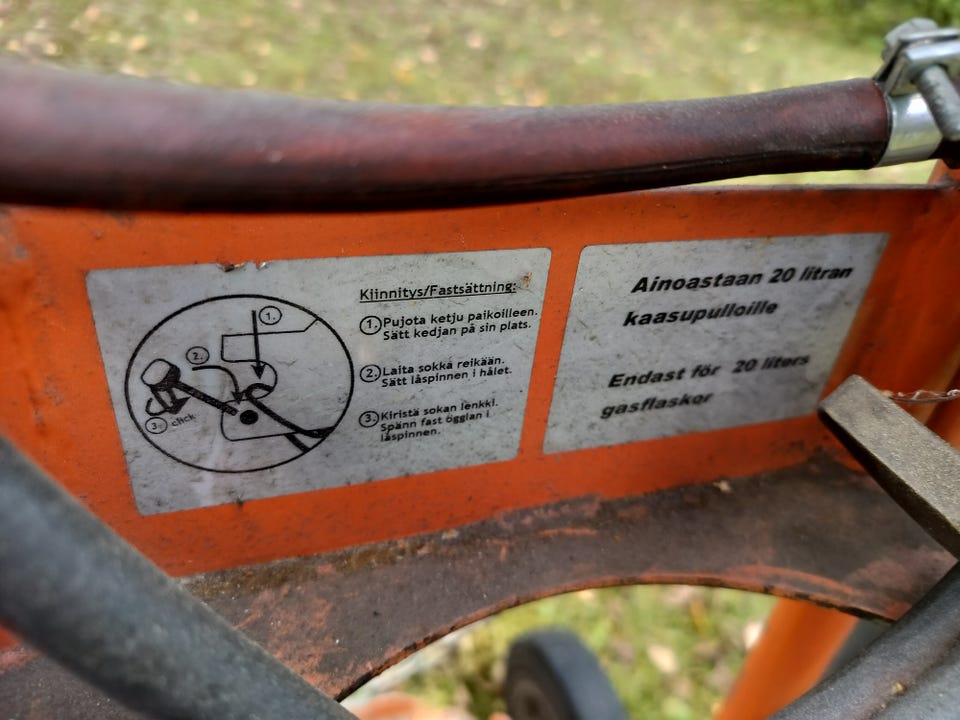 Kiinnitys/Fastsättning:
1. Pujota ketju paikoilleen.
Sätt kedjan på sin plats.
2. Laita sokka reikään.
Sätt låspinnen i hålet.
3. Kiristä sokan lenkki.
Spänn fast ögglan i
låspinnen.
1.
2.
3.
click
Ainoastaan 20 litran
kaasupulloille
Endast för 20 liters
gasflaskor